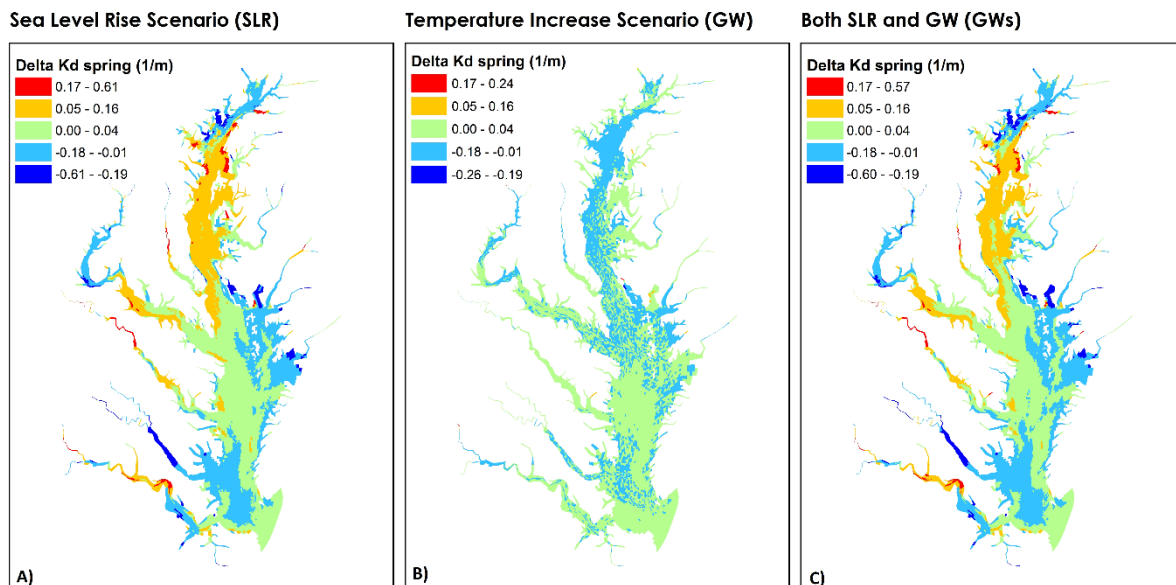 Sea Level Rise Scenario (SLR)
Temperature Increase Scenario (GW)
Both SLR and GW (GWs)
Delta Kd spring (1/m)
0.17 - 0.61
0.05 - 0.16
0.00 - 0.04
-0.18 - -0.01
-0.61 - -0.19
A)
Delta Kd spring (1/m)
0.17 - 0.24
0.05 - 0.16
0.00 - 0.04
-0.18 - -0.01
-0.26 - -0.19
B)
Delta Kd spring (1/m)
0.17 - 0.57
0.05 - 0.16
0.00 - 0.04
-0.18 - -0.01
-0.60 - -0.19
C)